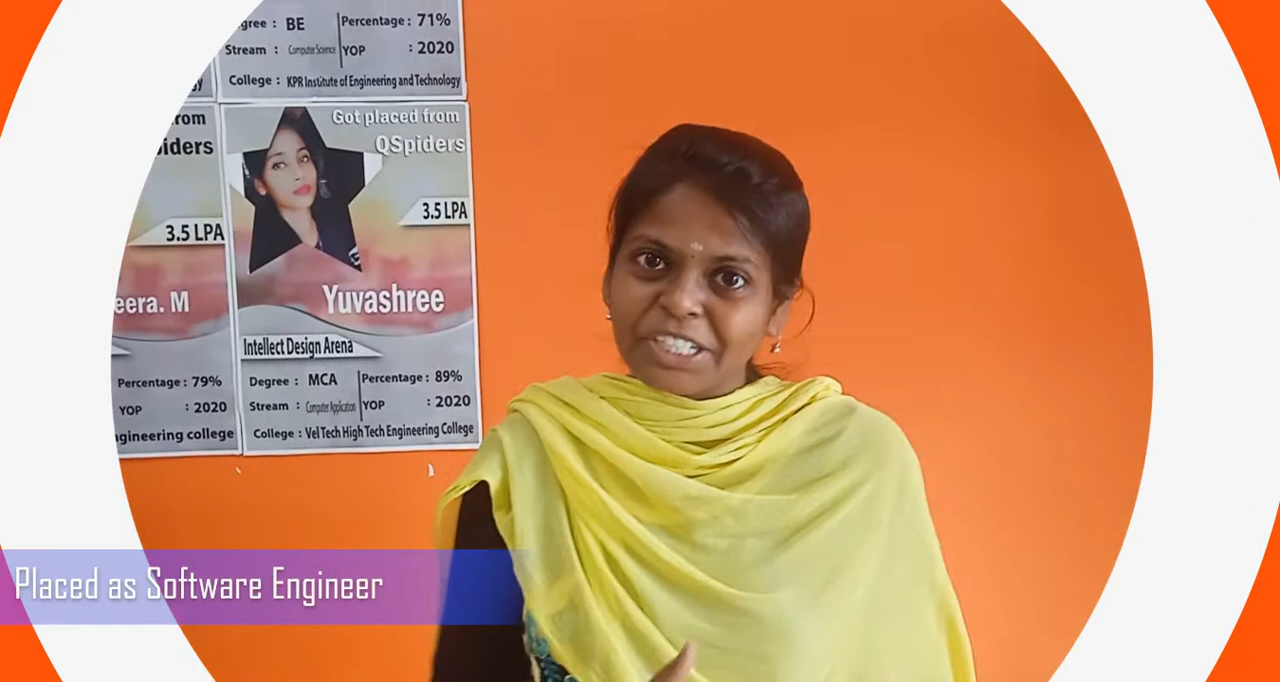 gree : BE
Percentage : 71%
Stream : Computer Science
YOP : 2020
College : KPR Institute of Engineering and Technology
rom
iders
3.5 LPA
eera. M
Percentage : 79%
YOP : 2020
gineering college
Got placed from
QSpiders
3.5 LPA
Yuvashree
Intellect Design Arena
Degree : MCA
Percentage : 89%
Stream : Computer Application
YOP : 2020
College : Vel Tech High Tech Engineering College
Placed as Software Engineer